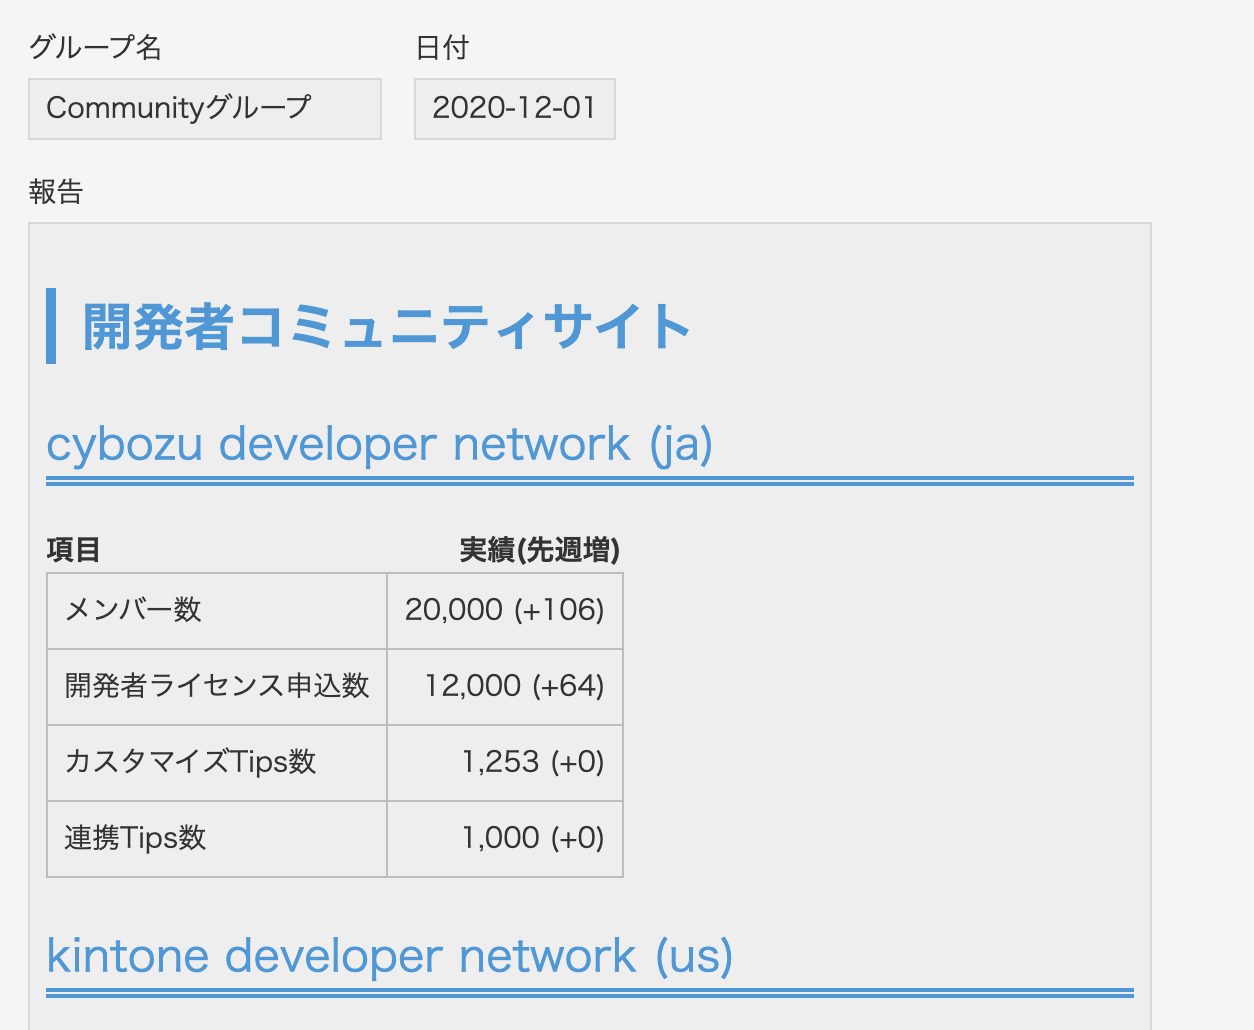 グループ名 日付
Communityグループ 2020-12-01
報告
開発者コミュニティサイト
cybozu developer network (ja)
項目 実績(先週増)
メンバー数 20,000 (+106)
開発者ライセンス申込数 12,000 (+64)
カスタマイズTips数 1,253 (+0)
連携Tips数 1,000 (+0)
kintone developer network (us)